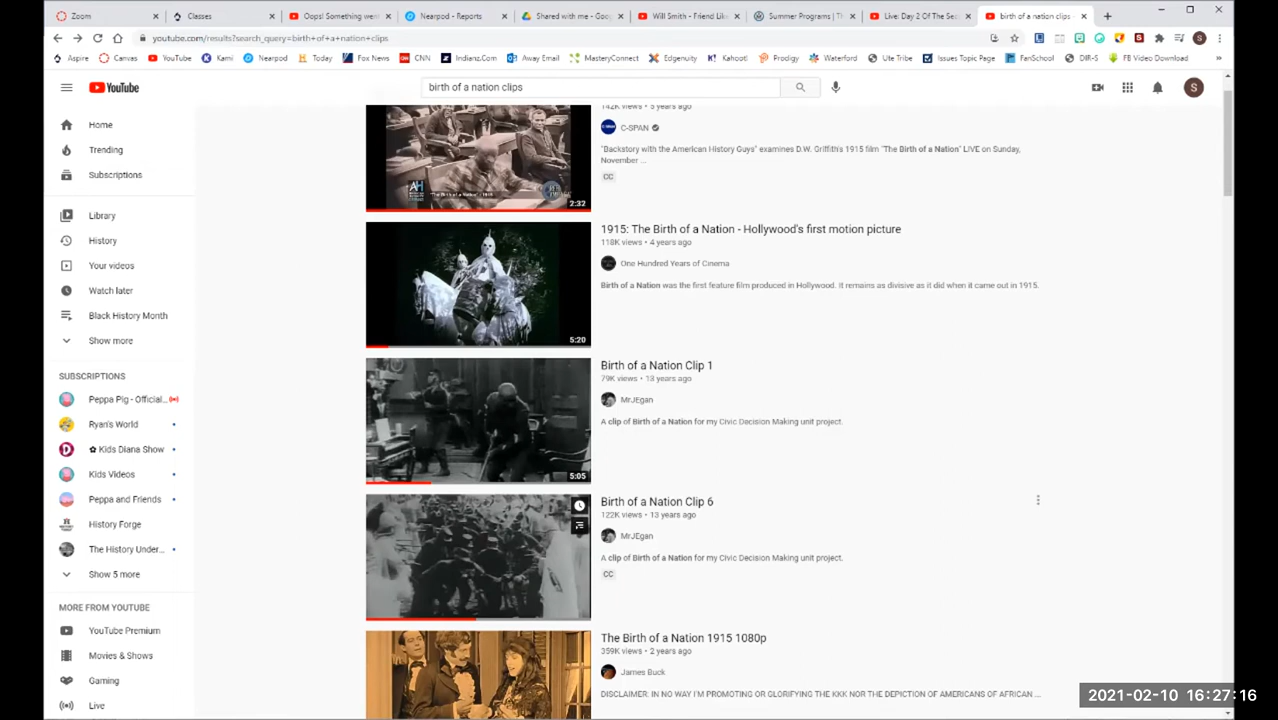 Zoom
Classes
Oops! Something wen
Nearpod - Reports
Shared with me - Goo
Will Smith - Friend Lik
Summer Programs | Th
Live: Day 2 Of The Sen
birth of a nation clips -
youtube.com/results?search_query=birth+of+a+nation+clips
Aspire
Canvas
YouTube
Kami
Nearpod
Today
Fox News
CNN
Indianz.Com
Away Email
MasteryConnect
Edgenuity
Kahoot!
Prodigy
Waterford
Ute Tribe
Issues Topic Page
FanSchool
DIR-S
FB Video Download
YouTube
birth of a nation clips
S
Home
Trending
Subscriptions
Library
History
Your videos
Watch later
Black History Month
Show more
SUBSCRIPTIONS
Peppa Pig - Official...
Ryan's World
✿ Kids Diana Show
Kids Videos
Peppa and Friends
History Forge
The History Under...
Show 5 more
MORE FROM YOUTUBE
YouTube Premium
Movies & Shows
Gaming
Live
142K views • 5 years ago
C-SPAN
"Backstory with the American History Guys" examines D.W. Griffith's 1915 film "The Birth of a Nation" LIVE on Sunday,
November ...
CC
2:32
1915: The Birth of a Nation - Hollywood's first motion picture
118K views • 4 years ago
One Hundred Years of Cinema
Birth of a Nation was the first feature film produced in Hollywood. It remains as divisive as it did when it came out in 1915.
5:20
Birth of a Nation Clip 1
79K views • 13 years ago
MrJEgan
A clip of Birth of a Nation for my Civic Decision Making unit project.
5:05
Birth of a Nation Clip 6
122K views • 13 years ago
MrJEgan
A clip of Birth of a Nation for my Civic Decision Making unit project.
CC
The Birth of a Nation 1915 1080p
359K views • 2 years ago
James Buck
DISCLAIMER: IN NO WAY I'M PROMOTING OR GLORIFYING THE KKK NOR THE DEPICTION OF AMERICANS OF AFRICAN ...
2021-02-10 16:27:16